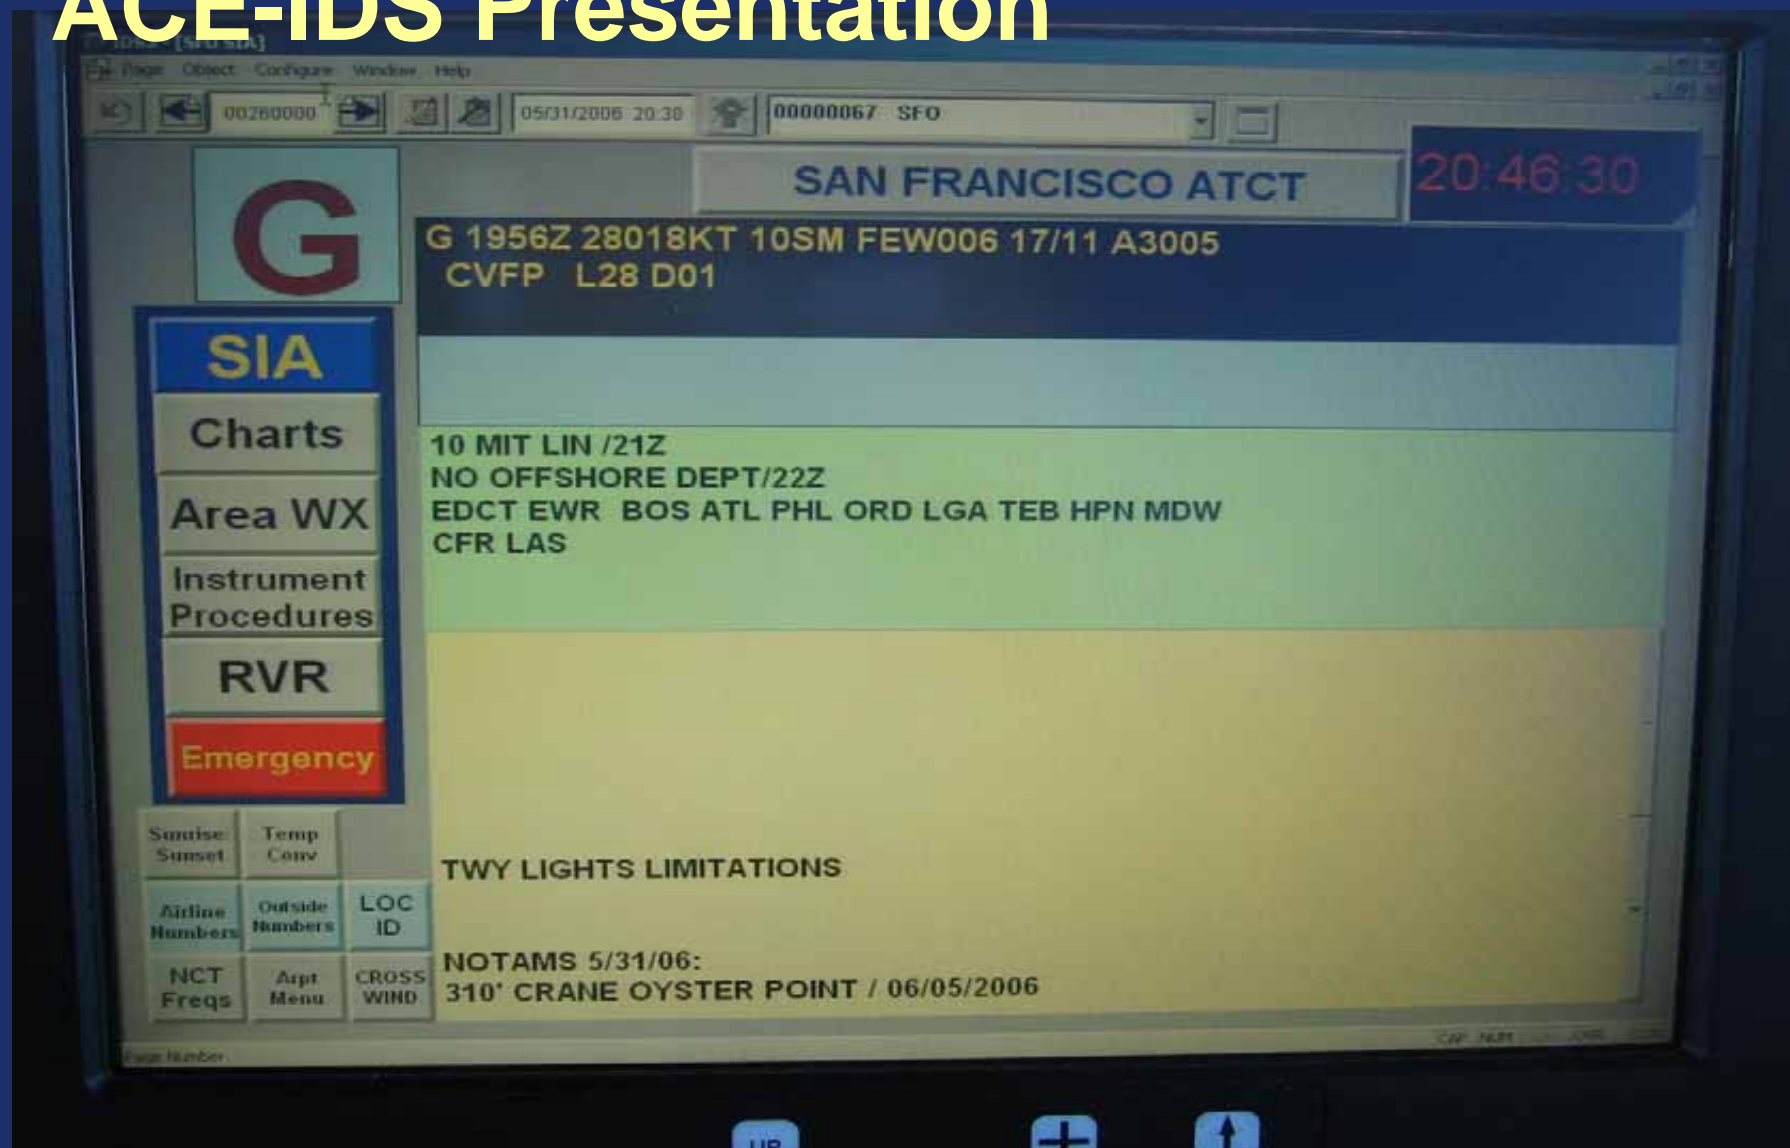 ACE-IDS Presentation
Page Object Configure Window Help
00260000 05/31/2006 20:30 00000067 SFO
SAN FRANCISCO ATCT
20:46:30
G
G 1956Z 28018KT 10SM FEW006 17/11 A3005
CVFP L28 D01
SIA
Charts
Area WX
Instrument
Procedures
RVR
Emergency
10 MIT LIN /21Z
NO OFFSHORE DEPT/22Z
EDCT EWR BOS ATL PHL ORD LGA TEB HPN MDW
CFR LAS
Sunrise
Sunset
Temp
Conv
Airline
Numbers
Outside
Numbers
LOC
ID
NCT
Freqs
Arpt
Menu
CROSS
WIND
TWY LIGHTS LIMITATIONS
NOTAMS 5/31/06:
310' CRANE OYSTER POINT / 06/05/2006
Page Number
CAP NUM
UP